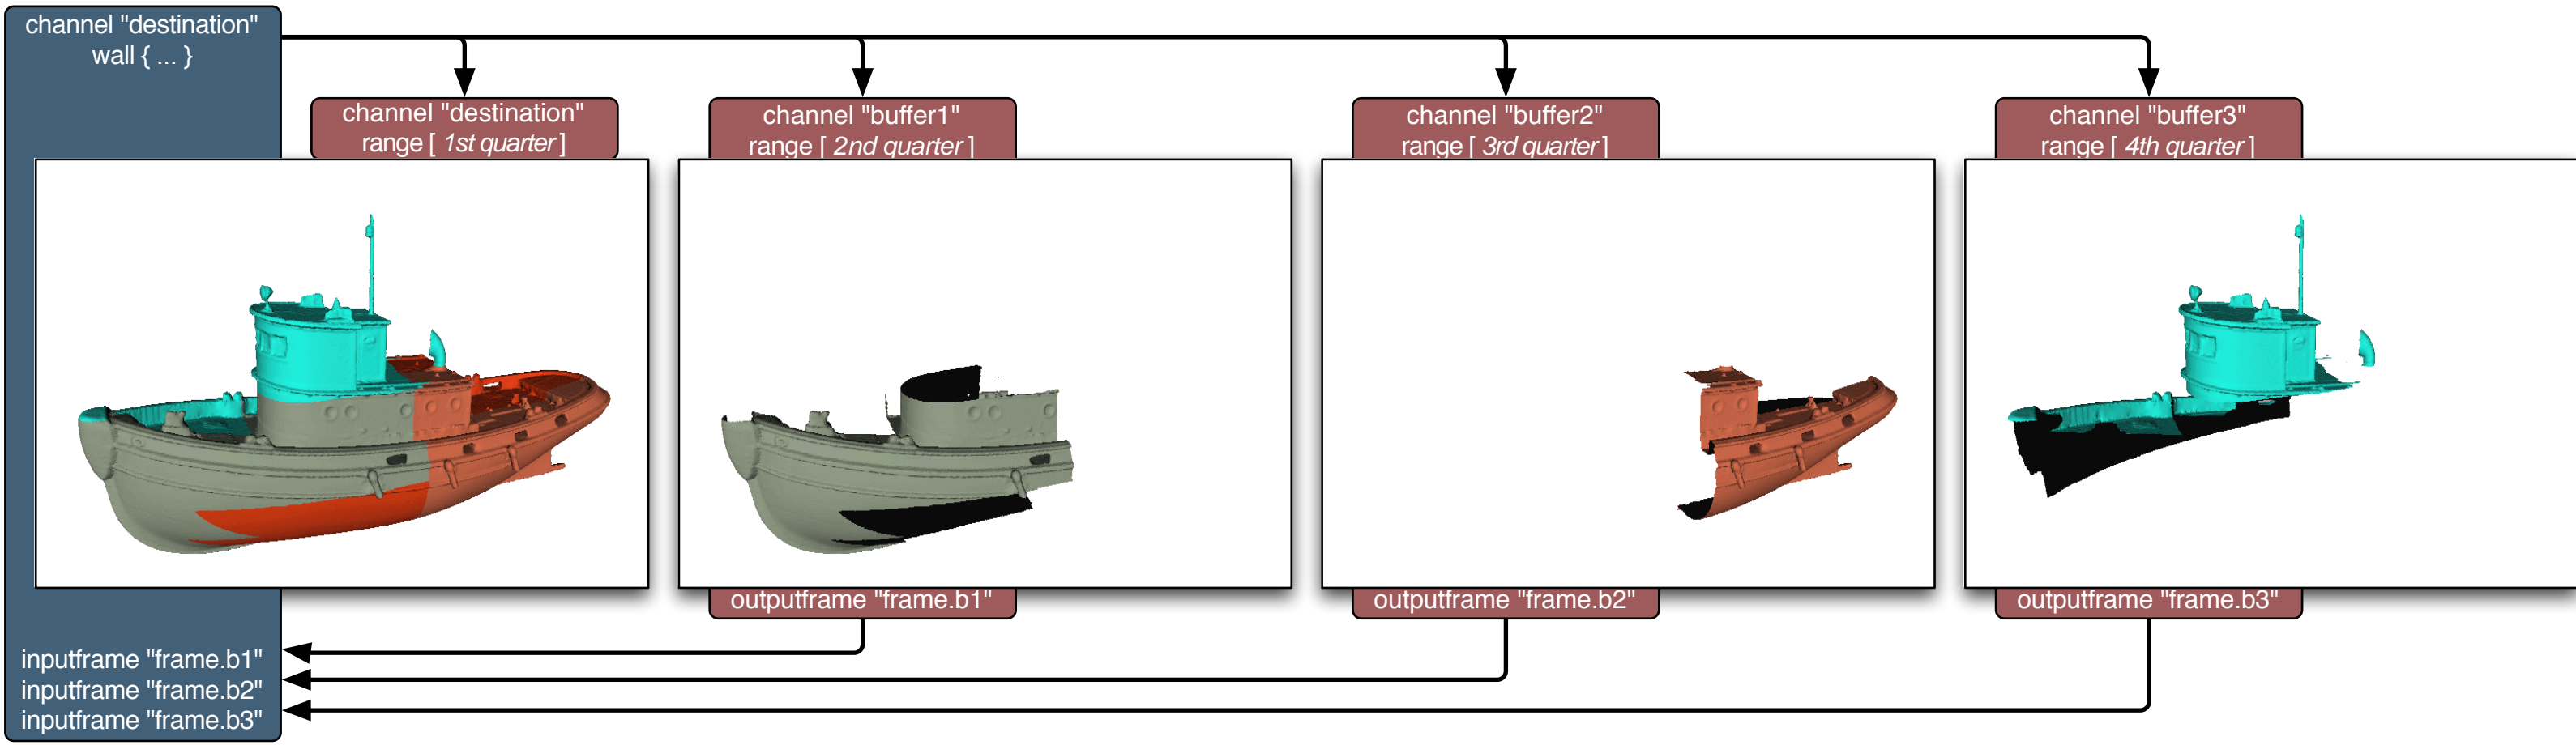 channel "destination"
wall { ... }
channel "destination"
range [ 1st quarter ]
channel "buffer1"
range [ 2nd quarter ]
channel "buffer2"
range [ 3rd quarter ]
channel "buffer3"
range [ 4th quarter ]
outputframe "frame.b1"
outputframe "frame.b2"
outputframe "frame.b3"
inputframe "frame.b1"
inputframe "frame.b2"
inputframe "frame.b3"